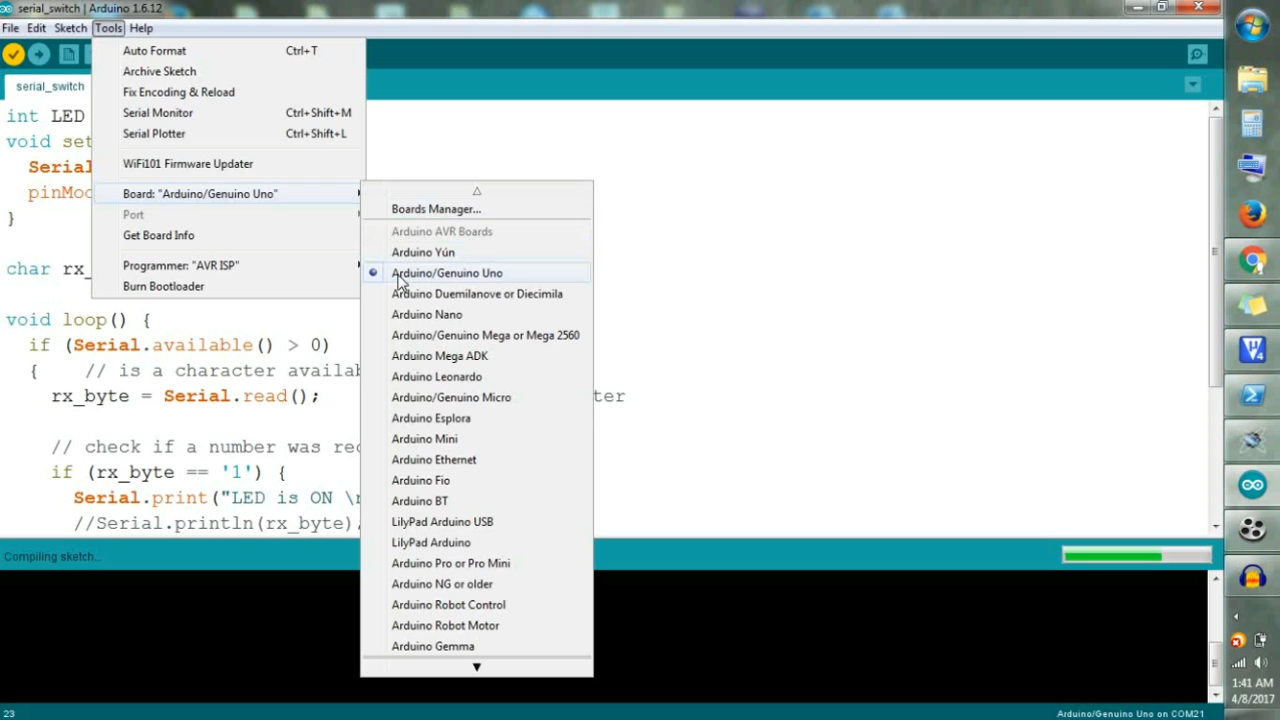 serial_switch | Arduino 1.6.12
File Edit Sketch Tools Help
Auto Format Ctrl+T
Archive Sketch
Fix Encoding & Reload
Serial Monitor Ctrl+Shift+M
Serial Plotter Ctrl+Shift+L
WiFi101 Firmware Updater
Board: "Arduino/Genuino Uno"
Port
Get Board Info
Programmer: "AVR ISP"
Burn Bootloader
Boards Manager...
Arduino AVR Boards
Arduino Yún
Arduino/Genuino Uno
Arduino Duemilanove or Diecimila
Arduino Nano
Arduino/Genuino Mega or Mega 2560
Arduino Mega ADK
Arduino Leonardo
Arduino/Genuino Micro
Arduino Esplora
Arduino Mini
Arduino Ethernet
Arduino Fio
Arduino BT
LilyPad Arduino USB
LilyPad Arduino
Arduino Pro or Pro Mini
Arduino NG or older
Arduino Robot Control
Arduino Robot Motor
Arduino Gemma
serial_switch
int LED
void set
Serial
pinMod
}
char rx_
void loop() {
if (Serial.available() > 0)
{ // is a character availab
rx_byte = Serial.read(); ter
// check if a number was rec
if (rx_byte == '1') {
Serial.print("LED is ON \n
//Serial.println(rx_byte)
Compiling sketch...
23
Arduino/Genuino Uno on COM21
1:41 AM
4/8/2017